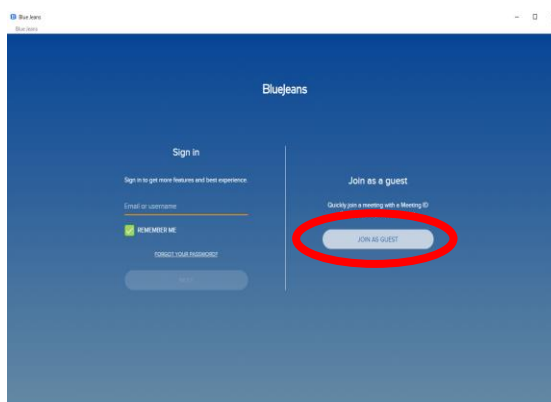 Blue Jeans
Blue Jeans
BlueJeans
Sign in
Sign in to get more features and best experience.
Email or username
REMEMBER ME
FORGOT YOUR PASSWORD?
NEXT
Join as a guest
Quickly join a meeting with a Meeting ID
JOIN AS GUEST